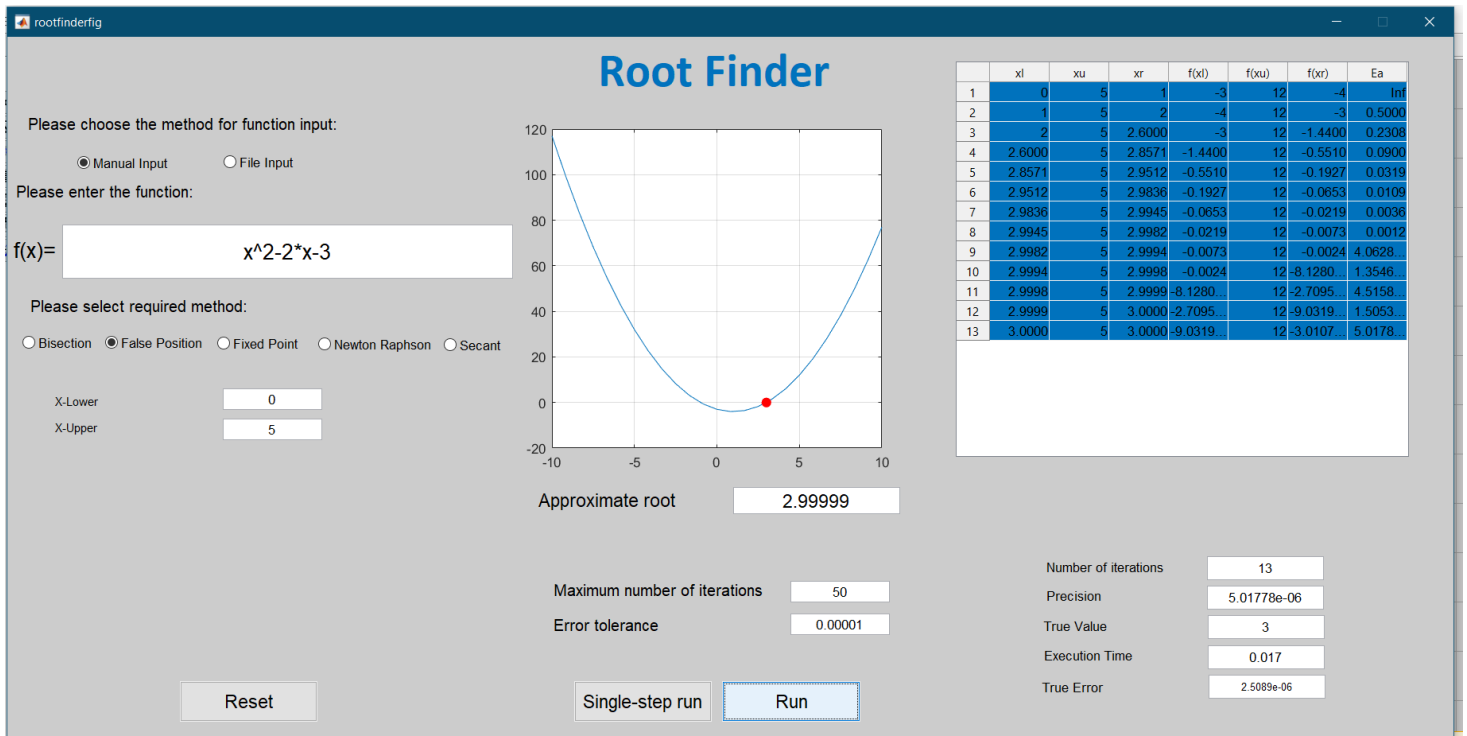 rootfinderfig
Root Finder
Please choose the method for function input:
Manual Input File Input
Please enter the function:
f(x)= x^2-2*x-3
Please select required method:
Bisection False Position Fixed Point Newton Raphson Secant
X-Lower 0
X-Upper 5
120
100
80
60
40
20
0
-20
-10 -5 0 5 10
Approximate root 2.99999
Maximum number of iterations 50
Error tolerance 0.00001
Reset Single-step run Run
xl xu xr f(xl) f(xu) f(xr) Ea
1 0 5 1 -3 12 -4 Inf
2 1 5 2 -4 12 -3 0.5000
3 2 5 2.6000 -3 12 -1.4400 0.2308
4 2.6000 5 2.8571 -1.4400 12 -0.5510 0.0900
5 2.8571 5 2.9512 -0.5510 12 -0.1927 0.0319
6 2.9512 5 2.9836 -0.1927 12 -0.0653 0.0109
7 2.9836 5 2.9945 -0.0653 12 -0.0219 0.0036
8 2.9945 5 2.9982 -0.0219 12 -0.0073 0.0012
9 2.9982 5 2.9994 -0.0073 12 -0.0024 4.0628...
10 2.9994 5 2.9998 -0.0024 12 -8.1280... 1.3546...
11 2.9998 5 2.9999 -8.1280... 12 -2.7095... 4.5158...
12 2.9999 5 3.0000 -2.7095... 12 -9.0319... 1.5053...
13 3.0000 5 3.0000 -9.0319... 12 -3.0107... 5.0178...
Number of iterations 13
Precision 5.01778e-06
True Value 3
Execution Time 0.017
True Error 2.5089e-06